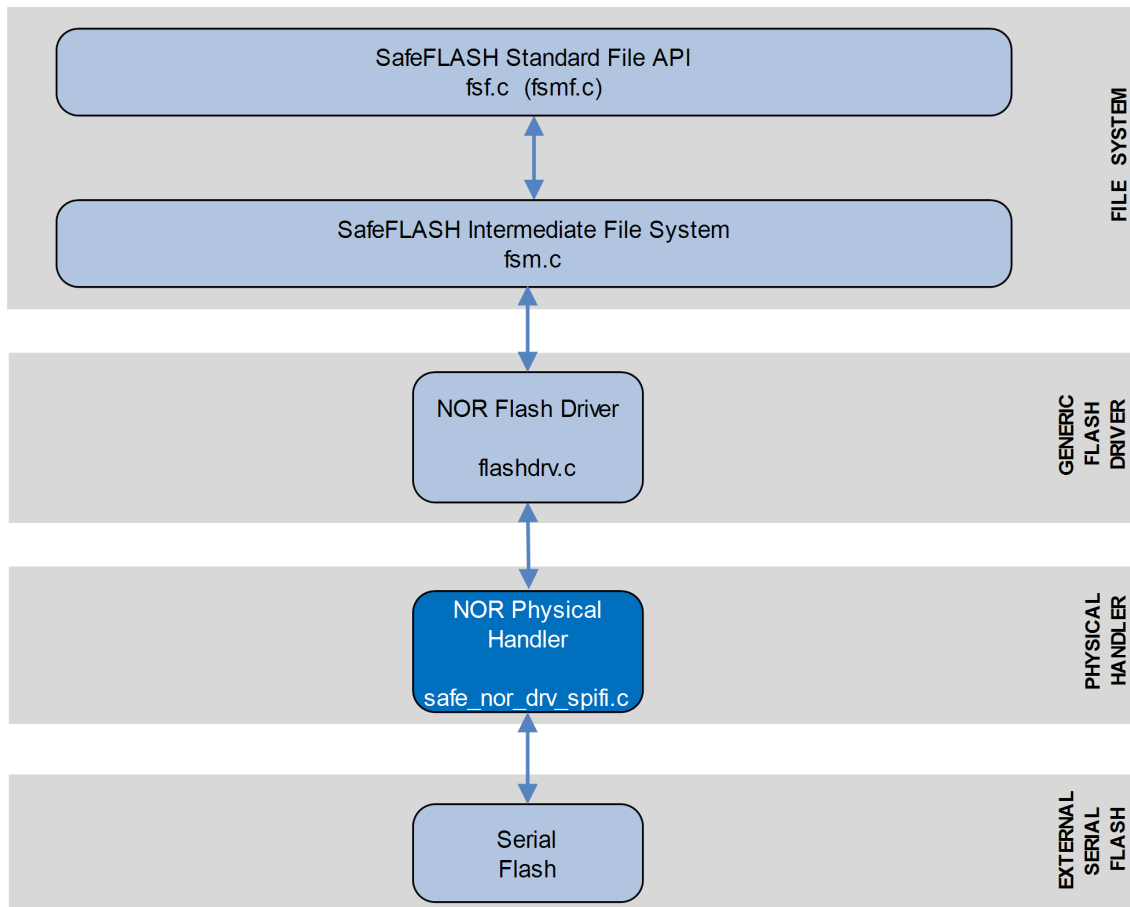 SafeFLASH Standard File API
fsf.c (fsmf.c)
FILE SYSTEM
SafeFLASH Intermediate File System
fsm.c
NOR Flash Driver
flashdrv.c
GENERIC
FLASH
DRIVER
NOR Physical
Handler
safe_nor_drv_spifi.c
PHYSICAL
HANDLER
Serial
Flash
EXTERNAL
SERIAL
FLASH